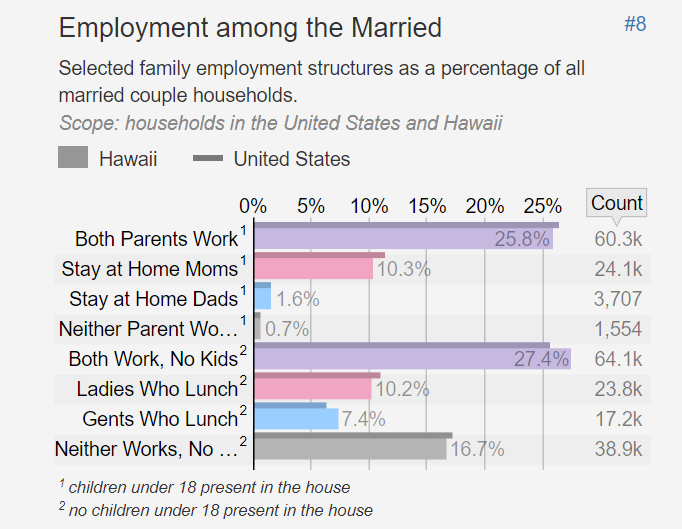 Employment among the Married #8
Selected family employment structures as a percentage of all
married couple households.
Scope: households in the United States and Hawaii
Hawaii United States
0% 5% 10% 15% 20% 25% Count
Both Parents Work¹ 25.8% 60.3k
Stay at Home Moms¹ 10.3% 24.1k
Stay at Home Dads¹ 1.6% 3,707
Neither Parent Wo…¹ 0.7% 1,554
Both Work, No Kids² 27.4% 64.1k
Ladies Who Lunch² 10.2% 23.8k
Gents Who Lunch² 7.4% 17.2k
Neither Works, No …² 16.7% 38.9k
¹ children under 18 present in the house
² no children under 18 present in the house